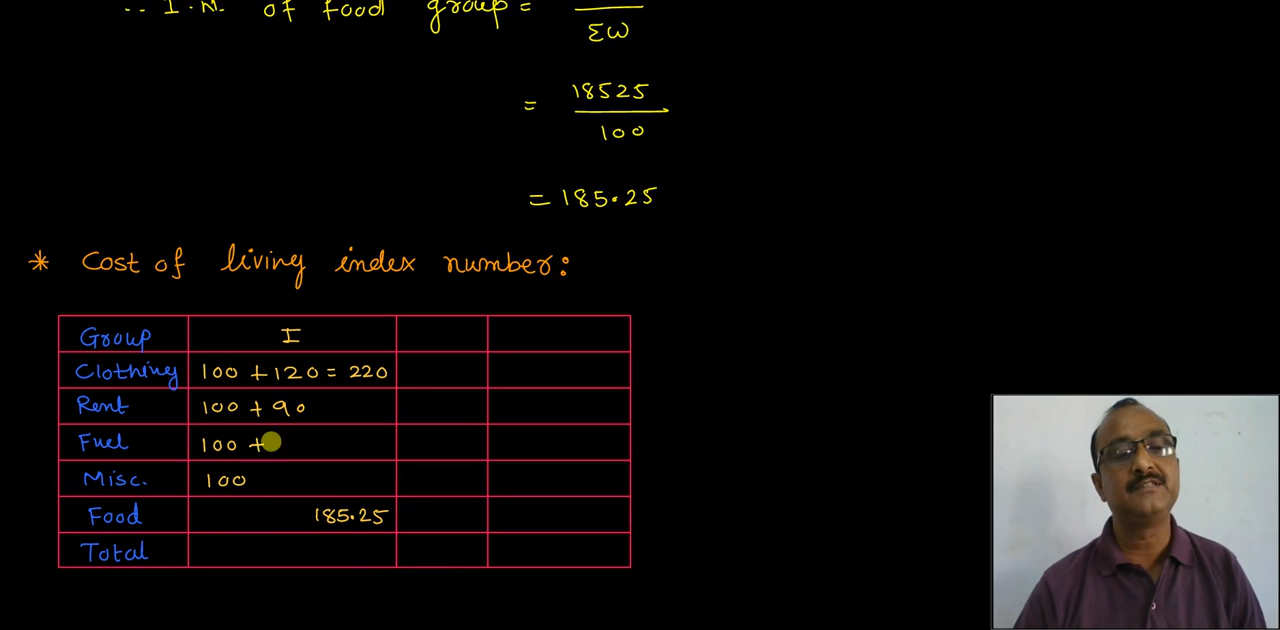 ∴ I.N. of food group =
ΣW
= 18525
100
= 185.25
* Cost of living index number:
Group I
Clothing 100 + 120 = 220
Rent 100 + 90
Fuel 100 +
Misc. 100
Food 185.25
Total